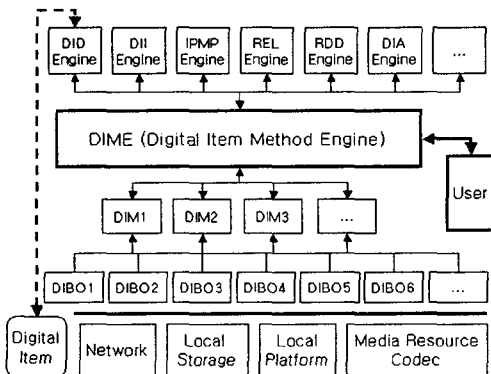 DID Engine
DII Engine
IPMP Engine
REL Engine
RDD Engine
DIA Engine
...
DIME (Digital Item Method Engine)
User
DIM1
DIM2
DIM3
...
DIBO1
DIBO2
DIBO3
DIBO4
DIBO5
DIBO6
...
Digital Item
Network
Local Storage
Local Platform
Media Resource Codec